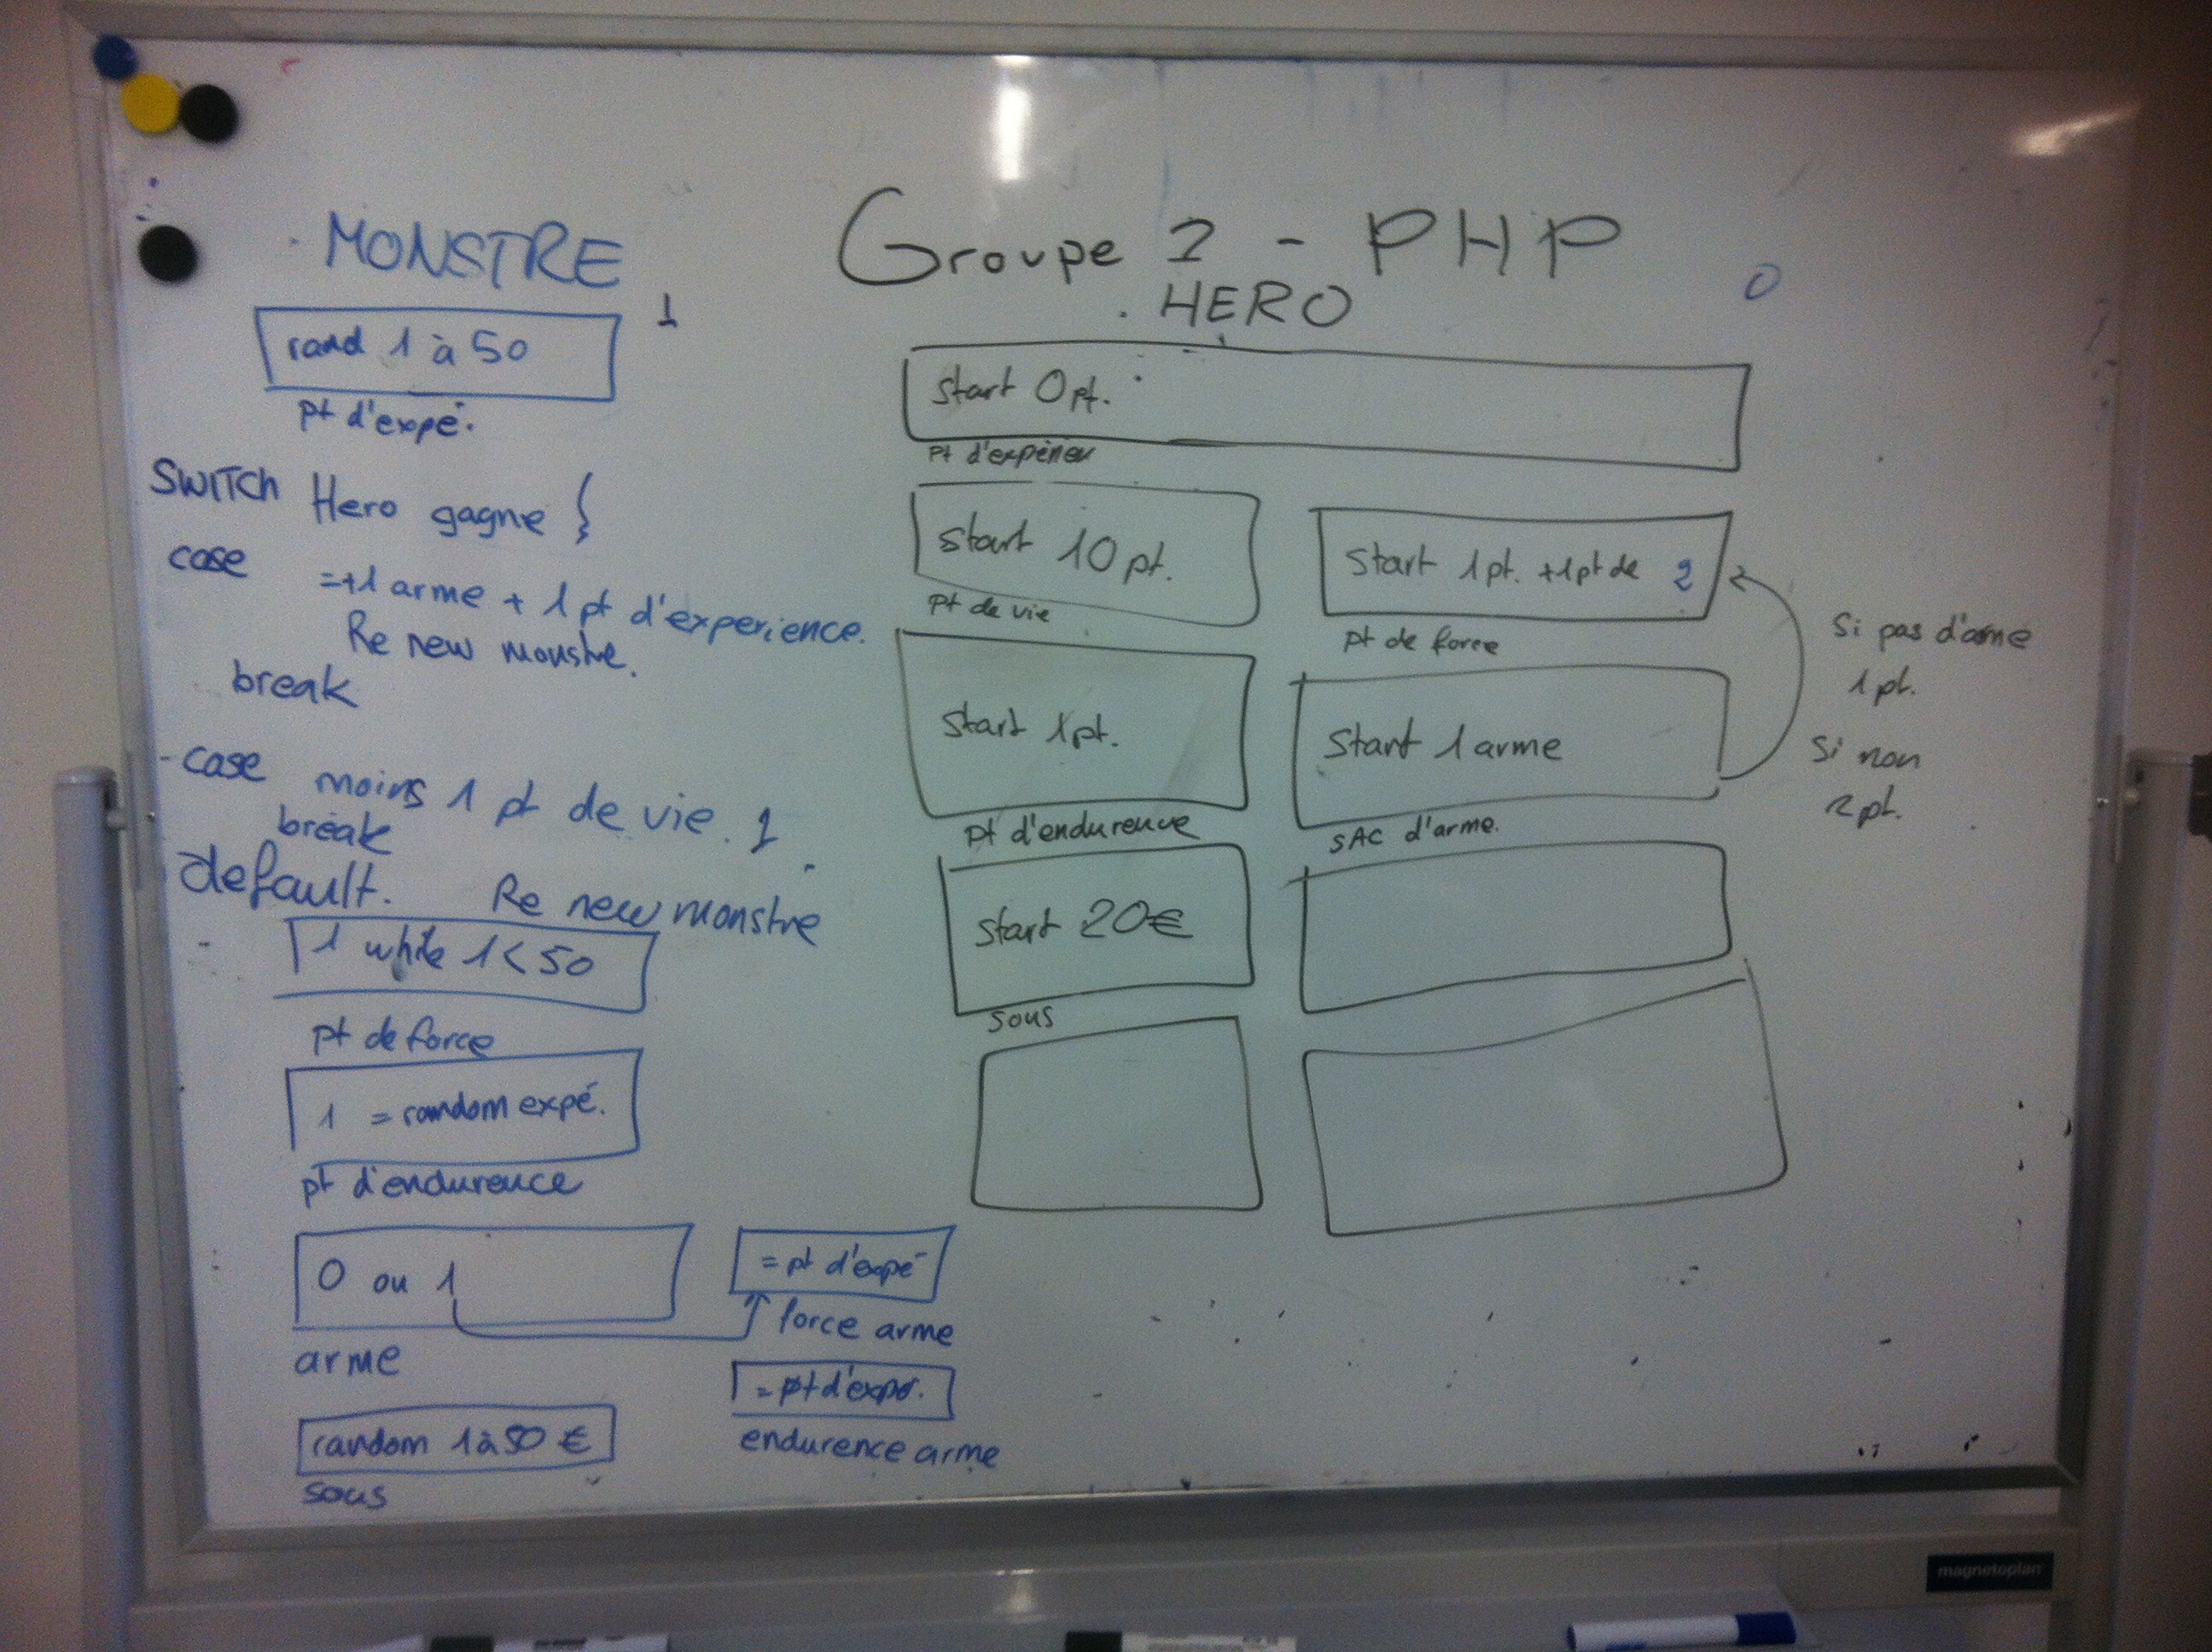 MONSTRE
1
rand 1 à 50
pt d'expé.
SWITCH Hero gagne {
case =+1 arme + 1 pt d'experience.
Re new monstre.
break
case moins 1 pt de vie. 1
break
default. Re new monstre
1 while 1<50
pt de force
1 = random expé.
pt d'endurence
0 ou 1
arme
= pt d'expé
force arme
= pt d'exper.
endurence arme
random 1 à 50 €
sous
Groupe 2 - PHP
HERO
0
Start 0 pt.
Pt d'expérien
Start 10 pt.
Pt de vie
Start 1 pt. +1 pt de 2
pt de force
Start 1 pt.
Pt d'endurence
Start 1 arme
SAC d'arme.
Si pas d'arme
1 pt.
Si non
2 pt.
Start 20€
sous
magnetoplan